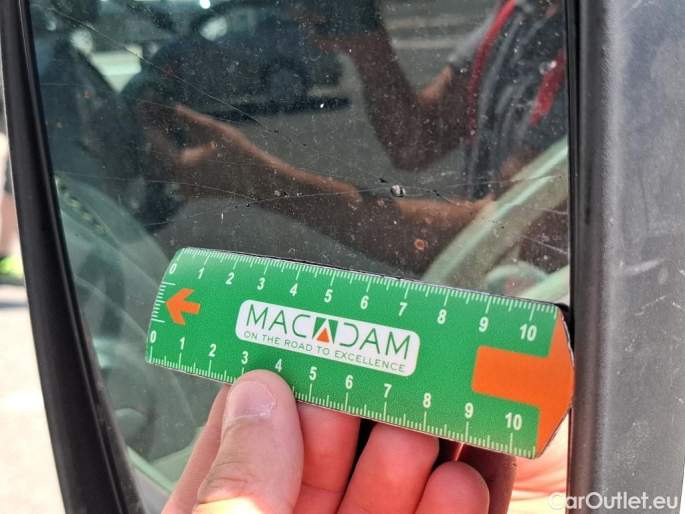 0 1 2 3 4 5 6 7 8 9 10
MACADAM
ON THE ROAD TO EXCELLENCE
0 1 2 3 4 5 6 7 8 9 10
CarOutlet.eu